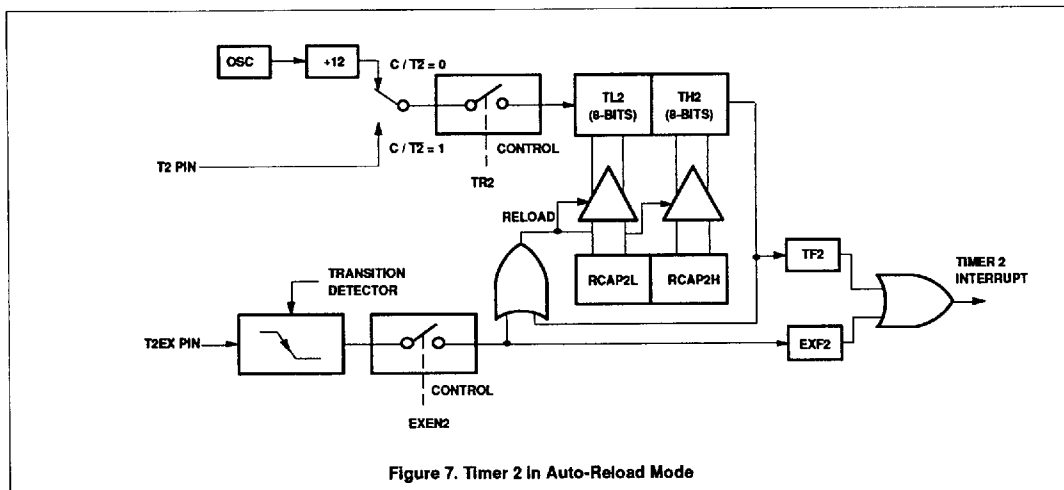 OSC
÷12
C / T2̅ = 0
TL2
(8-BITS)
TH2
(8-BITS)
C / T2̅ = 1
T2 PIN
CONTROL
TR2
RELOAD
RCAP2L
RCAP2H
TF2
TIMER 2
INTERRUPT
TRANSITION
DETECTOR
T2EX PIN
EXF2
CONTROL
EXEN2
Figure 7. Timer 2 in Auto-Reload Mode